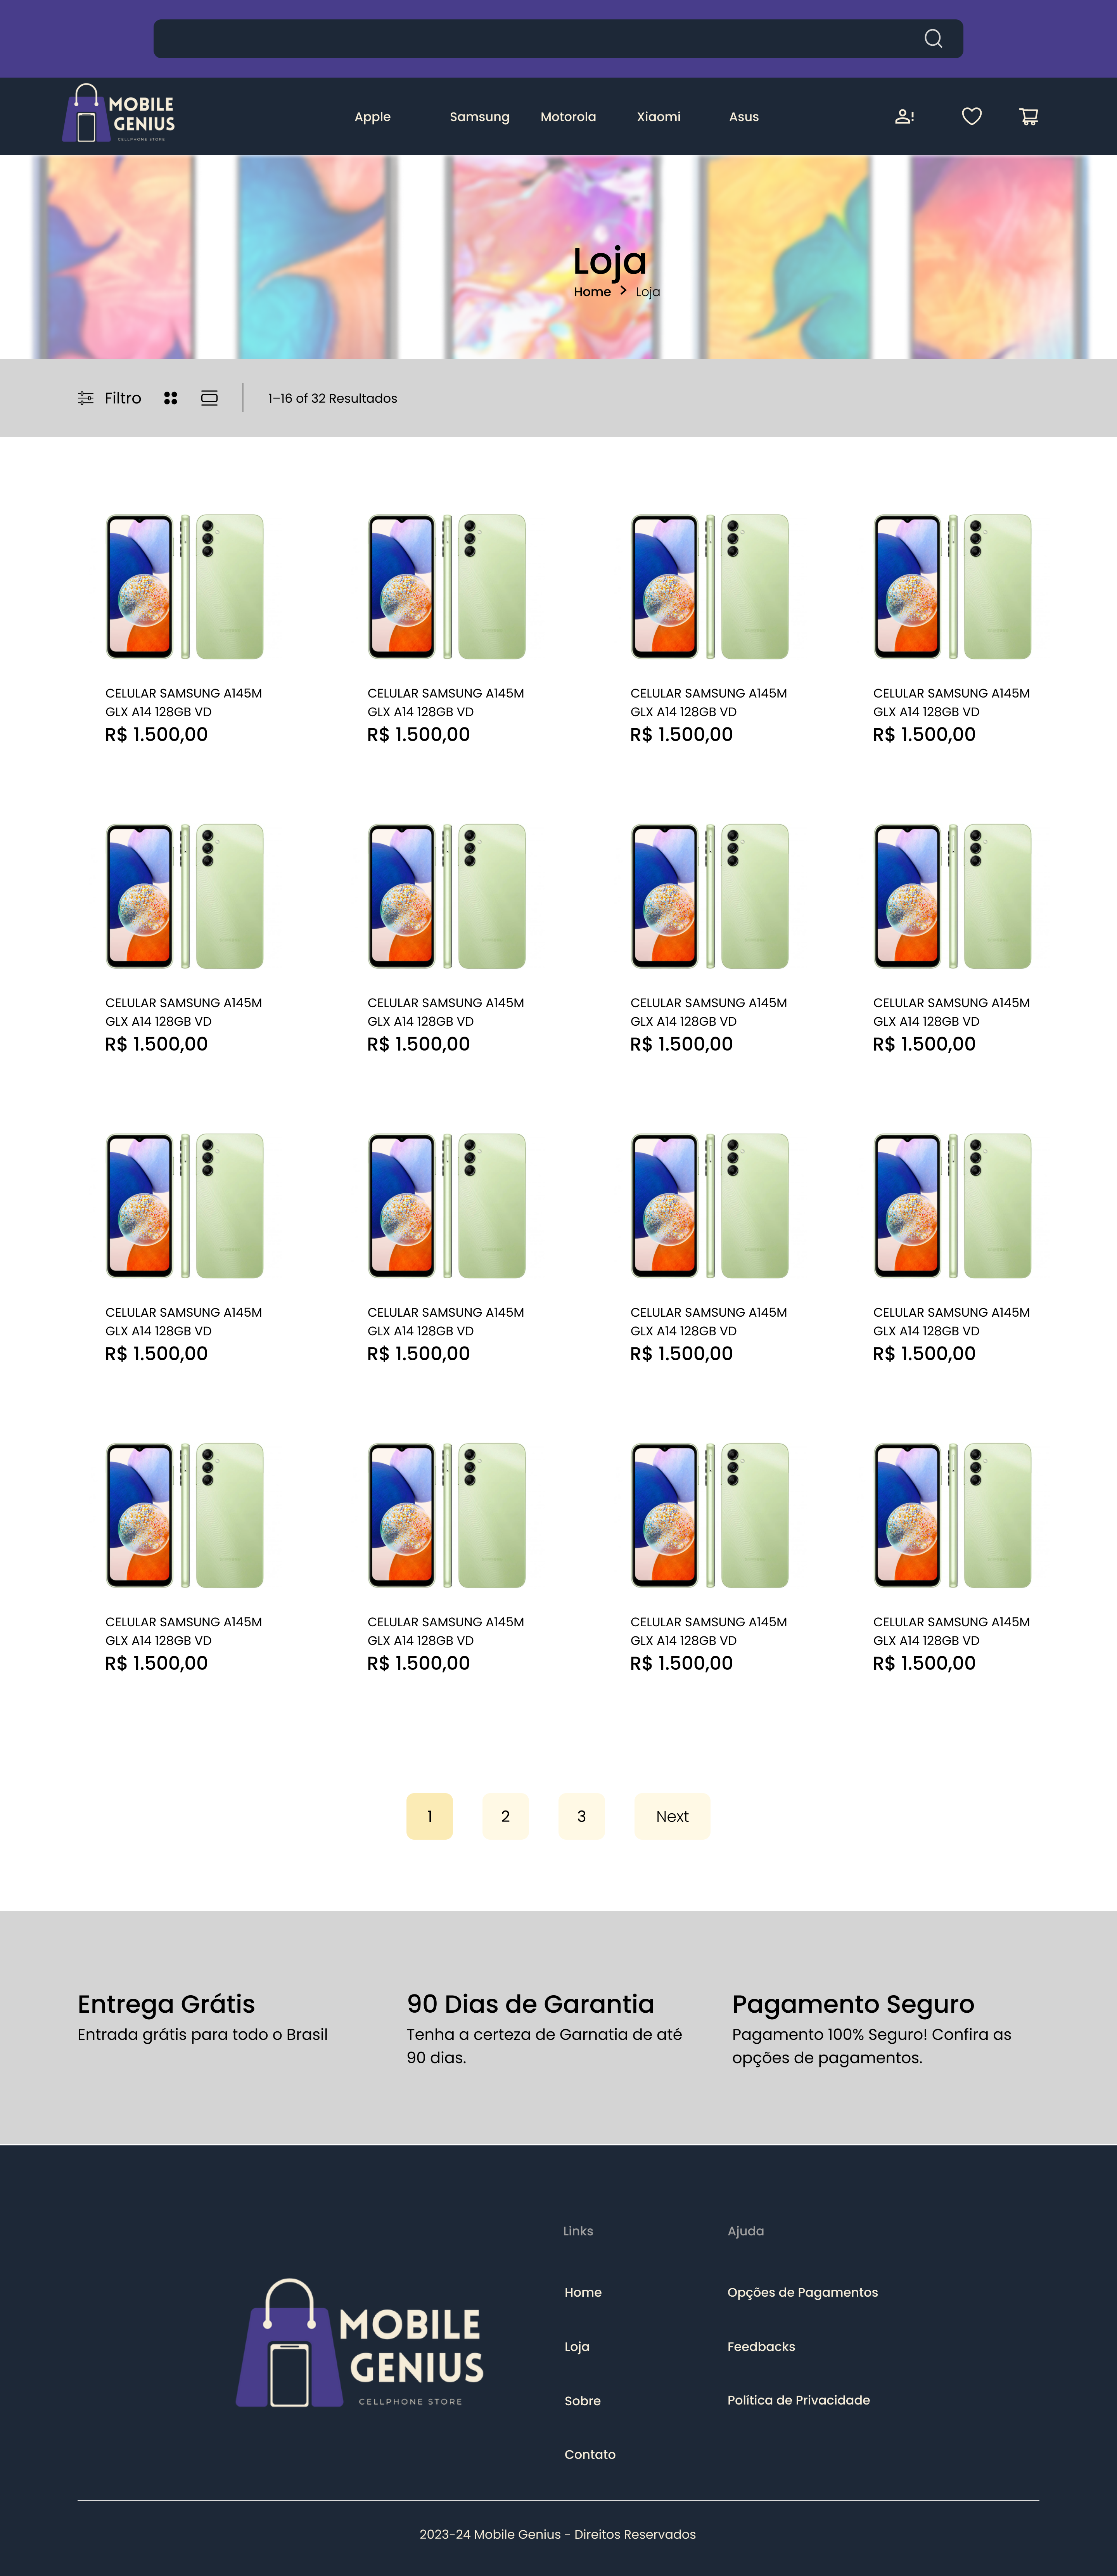 MOBILE
GENIUS
CELLPHONE STORE
Apple Samsung Motorola Xiaomi Asus
Loja
Home > Loja
Filtro
1–16 of 32 Resultados
CELULAR SAMSUNG A145M
GLX A14 128GB VD
R$ 1.500,00
CELULAR SAMSUNG A145M
GLX A14 128GB VD
R$ 1.500,00
CELULAR SAMSUNG A145M
GLX A14 128GB VD
R$ 1.500,00
CELULAR SAMSUNG A145M
GLX A14 128GB VD
R$ 1.500,00
CELULAR SAMSUNG A145M
GLX A14 128GB VD
R$ 1.500,00
CELULAR SAMSUNG A145M
GLX A14 128GB VD
R$ 1.500,00
CELULAR SAMSUNG A145M
GLX A14 128GB VD
R$ 1.500,00
CELULAR SAMSUNG A145M
GLX A14 128GB VD
R$ 1.500,00
CELULAR SAMSUNG A145M
GLX A14 128GB VD
R$ 1.500,00
CELULAR SAMSUNG A145M
GLX A14 128GB VD
R$ 1.500,00
CELULAR SAMSUNG A145M
GLX A14 128GB VD
R$ 1.500,00
CELULAR SAMSUNG A145M
GLX A14 128GB VD
R$ 1.500,00
CELULAR SAMSUNG A145M
GLX A14 128GB VD
R$ 1.500,00
CELULAR SAMSUNG A145M
GLX A14 128GB VD
R$ 1.500,00
CELULAR SAMSUNG A145M
GLX A14 128GB VD
R$ 1.500,00
CELULAR SAMSUNG A145M
GLX A14 128GB VD
R$ 1.500,00
1 2 3 Next
Entrega Grátis
Entrada grátis para todo o Brasil
90 Dias de Garantia
Tenha a certeza de Garnatia de até
90 dias.
Pagamento Seguro
Pagamento 100% Seguro! Confira as
opções de pagamentos.
MOBILE
GENIUS
CELLPHONE STORE
Links
Home
Loja
Sobre
Contato
Ajuda
Opções de Pagamentos
Feedbacks
Política de Privacidade
2023-24 Mobile Genius - Direitos Reservados